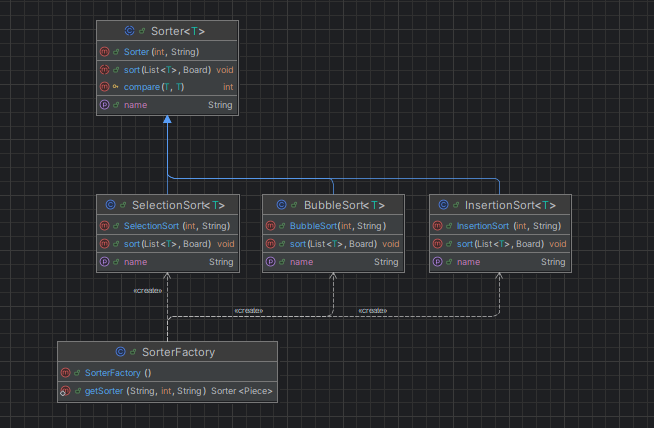 Sorter<T>
Sorter(int, String)
sort(List<T>, Board) void
compare(T, T) int
name String
SelectionSort<T>
SelectionSort(int, String)
sort(List<T>, Board) void
name String
BubbleSort<T>
BubbleSort(int, String)
sort(List<T>, Board) void
name String
InsertionSort<T>
InsertionSort(int, String)
sort(List<T>, Board) void
name String
«create»
«create»
«create»
SorterFactory
SorterFactory()
getSorter(String, int, String) Sorter<Piece>